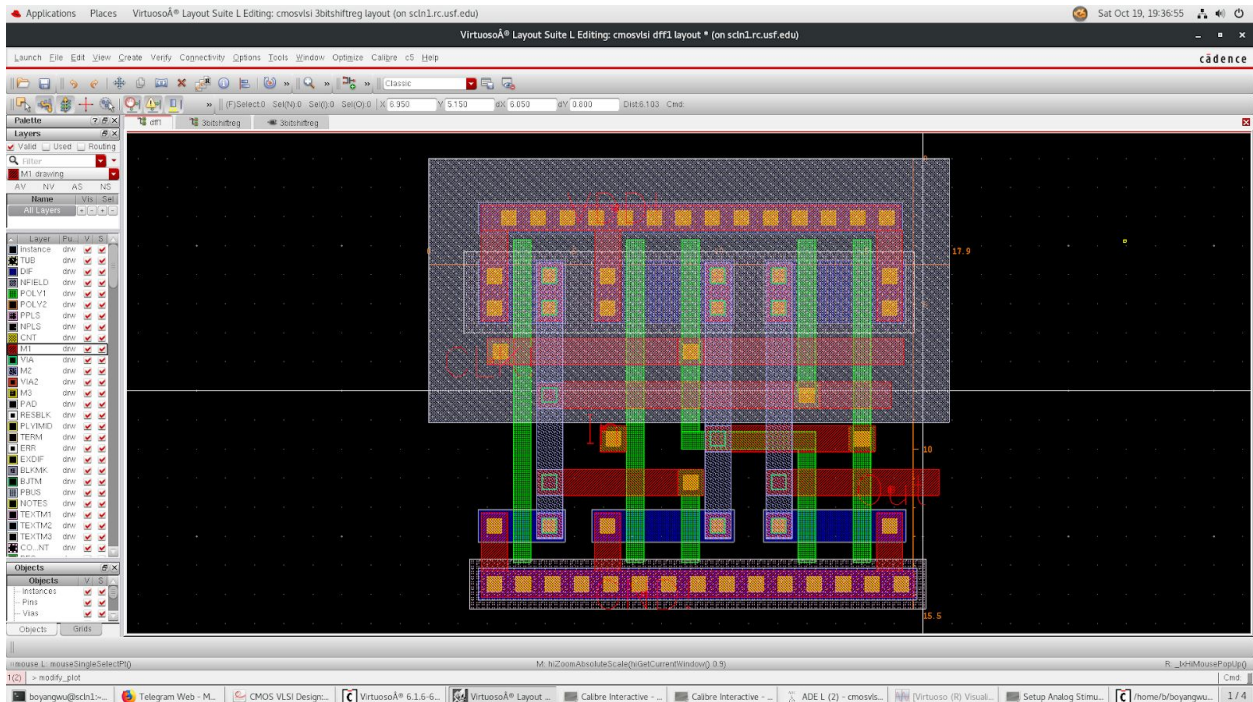 Applications Places VirtuosoÂ® Layout Suite L Editing: cmosvlsi 3bitshiftreg layout (on scln1.rc.usf.edu) Sat Oct 19, 19:36:55
VirtuosoÂ® Layout Suite L Editing: cmosvlsi dff1 layout * (on scln1.rc.usf.edu)
Launch File Edit View Create Verify Connectivity Options Tools Window Optimize Calibre c5 Help cādence
» » » Classic
» (F)Select:0 Sel(N):0 Sel(I):0 Sel(O):0 X 6.950 Y 5.150 dX 6.050 dY 0.800 Dist:6.103 Cmd:
Palette ? dff1 3bitshiftreg 3bitshiftreg
Layers
Valid Used Routing
Filter
M1 drawing
AV NV AS NS
Name Vis Sel
All Layers
Layer Pu.. V S
instance drw
TUB drw
DIF drw
NFIELD drw
POLY1 drw
POLY2 drw
PPLS drw
NPLS drw
CNT drw
M1 drw
VIA drw
M2 drw
VIA2 drw
M3 drw
PAD drw
RESBLK drw
PLYIMID drw
TERM drw
ERR drw
EXDIF drw
BLKMK drw
BJTM drw
PBUS drw
NOTES drw
TEXTM1 drw
TEXTM2 drw
TEXTM3 drw
CO...NT drw
17.9
10
Out
15.5
Objects
Objects V S
Instances
Pins
Vias
Objects Grids
mouse L: mouseSingleSelectPt() M: hiZoomAbsoluteScale(hiGetCurrentWindow() 0.9) R: _lxHiMousePopUp()
1(2) > modify_plot Cmd:
boyangwu@scln1:~... Telegram Web - M... CMOS VLSI Design:... VirtuosoÂ® 6.1.6-6... VirtuosoÂ® Layout ... Calibre Interactive - ... Calibre Interactive - ... ADE L (2) - cmosvls... [Virtuoso (R) Visuali... Setup Analog Stimu... /home/b/boyangwu... 1 / 4